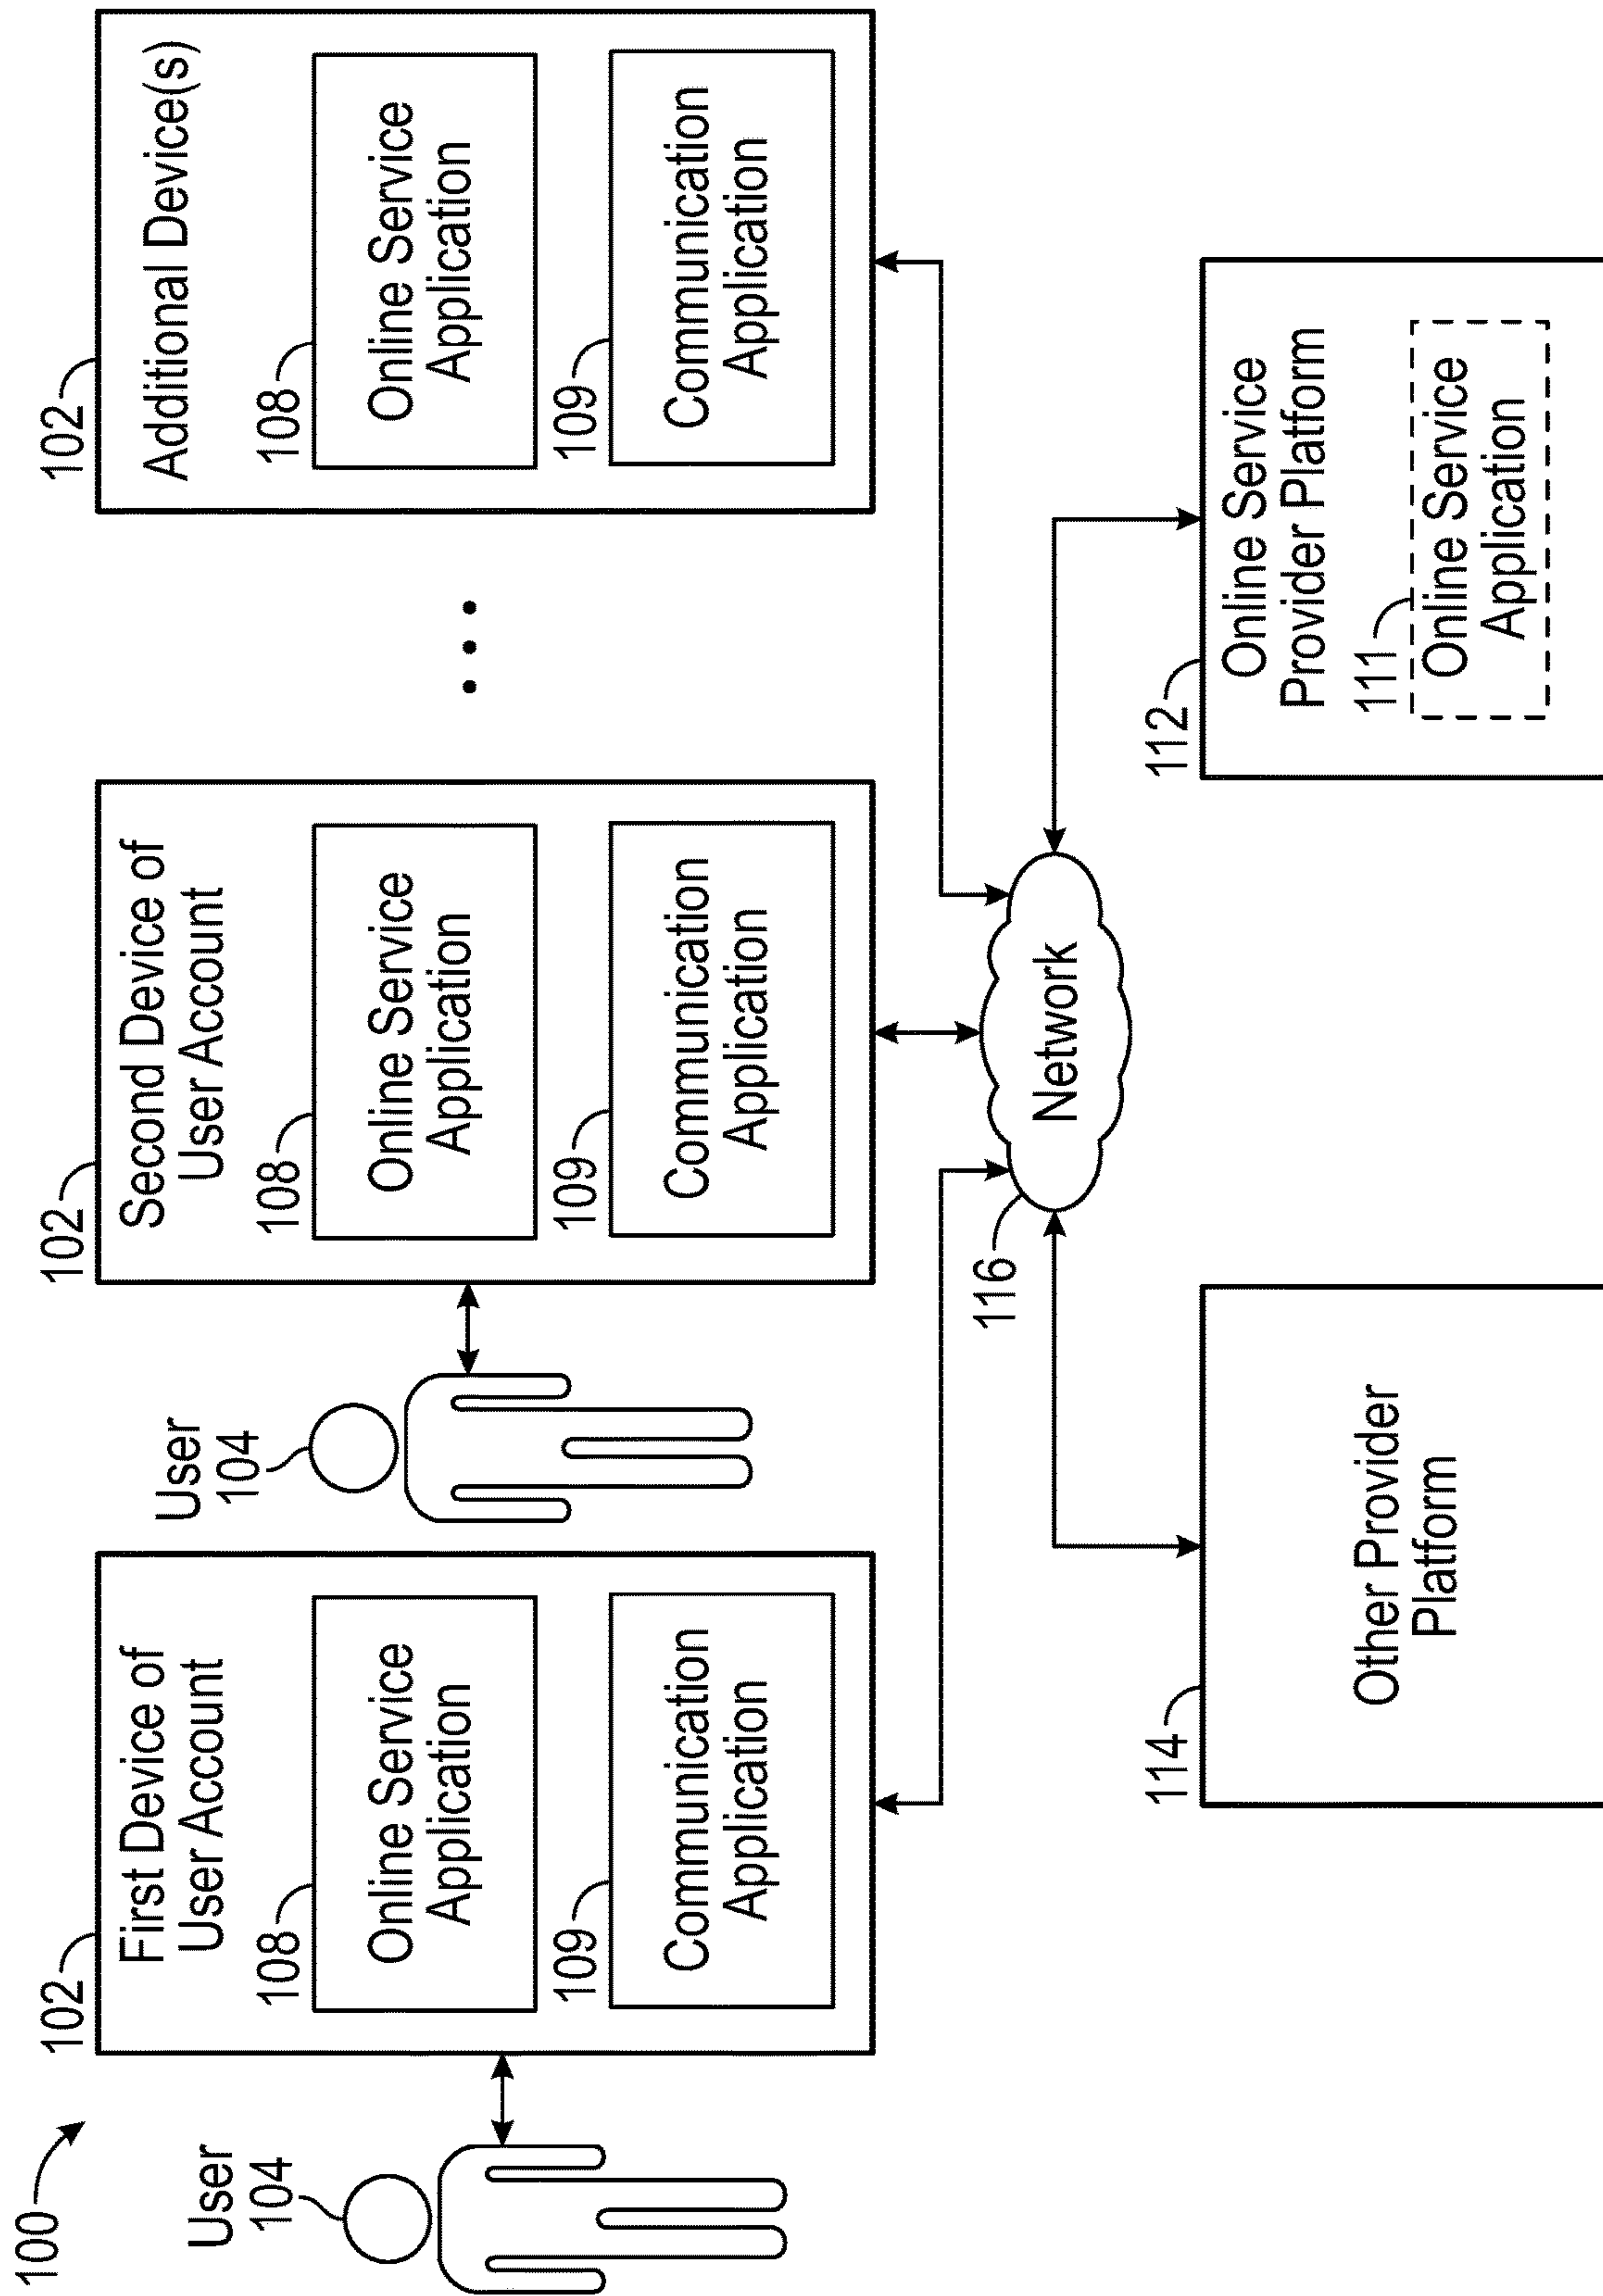 100
User
104
102
First Device of
User Account
108
Online Service
Application
109
Communication
Application
User
104
102
Second Device of
User Account
108
Online Service
Application
109
Communication
Application
102
Additional Device(s)
108
Online Service
Application
109
Communication
Application
116
Network
114
Other Provider
Platform
112
Online Service
Provider Platform
111
Online Service
Application